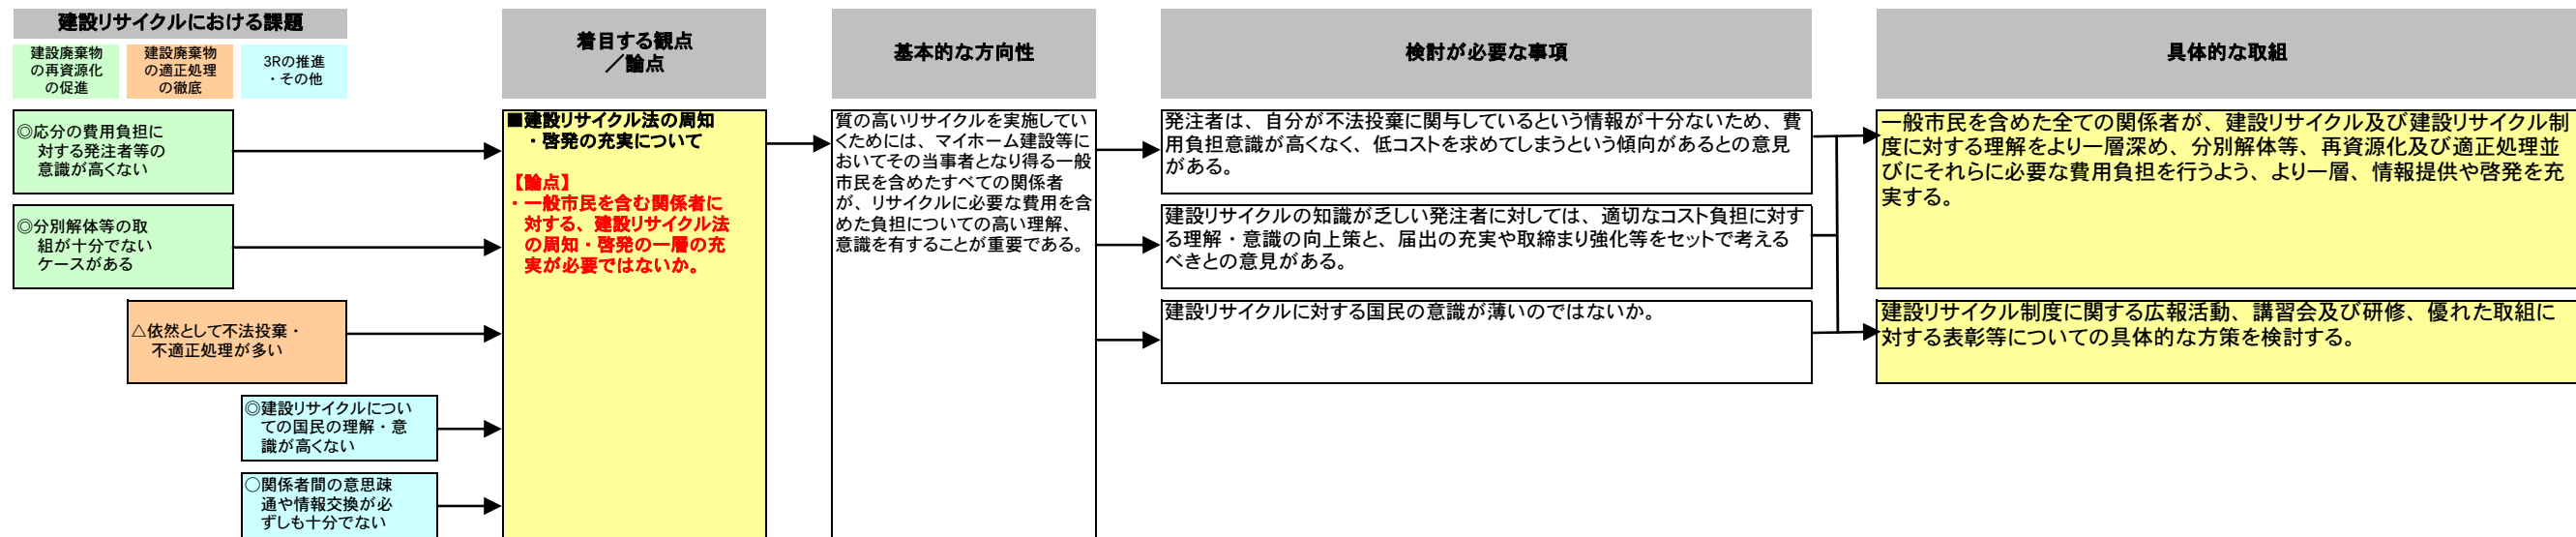 建設リサイクルにおける課題
建設廃棄物
の再資源化
の促進
建設廃棄物
の適正処理
の徹底
3Rの推進
・その他
着目する観点
／論点
基本的な方向性
検討が必要な事項
具体的な取組
◎応分の費用負担に
対する発注者等の
意識が高くない
◎分別解体等の取
組が十分でない
ケースがある
△依然として不法投棄・
不適正処理が多い
◎建設リサイクルについ
ての国民の理解・意
識が高くない
○関係者間の意思疎
通や情報交換が必
ずしも十分でない
■建設リサイクル法の周知
・啓発の充実について
【論点】
・一般市民を含む関係者に
対する、建設リサイクル法
の周知・啓発の一層の充
実が必要ではないか。
質の高いリサイクルを実施してい
くためには、マイホーム建設等に
おいてその当事者となり得る一般
市民を含めたすべての関係者
が、リサイクルに必要な費用を含
めた負担についての高い理解、
意識を有することが重要である。
発注者は、自分が不法投棄に関与しているという情報が十分ないため、費
用負担意識が高くなく、低コストを求めてしまうという傾向があるとの意見
がある。
建設リサイクルの知識が乏しい発注者に対しては、適切なコスト負担に対す
る理解・意識の向上策と、届出の充実や取締まり強化等をセットで考える
べきとの意見がある。
建設リサイクルに対する国民の意識が薄いのではないか。
一般市民を含めた全ての関係者が、建設リサイクル及び建設リサイクル制
度に対する理解をより一層深め、分別解体等、再資源化及び適正処理並
びにそれらに必要な費用負担を行うよう、より一層、情報提供や啓発を充
実する。
建設リサイクル制度に関する広報活動、講習会及び研修、優れた取組に
対する表彰等についての具体的な方策を検討する。